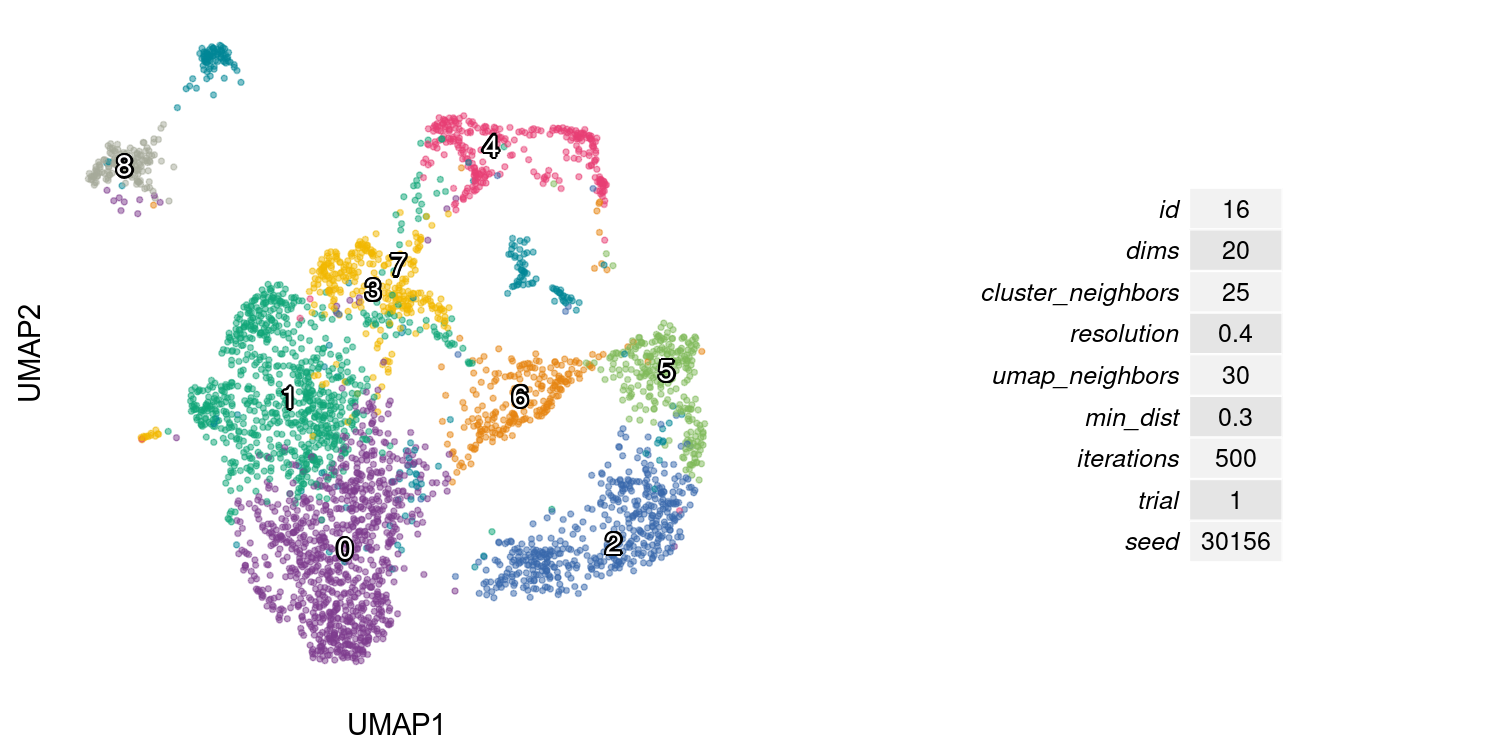 8
4
7
3
1
5
6
2
0
UMAP2
UMAP1
id 16
dims 20
cluster_neighbors 25
resolution 0.4
umap_neighbors 30
min_dist 0.3
iterations 500
trial 1
seed 30156